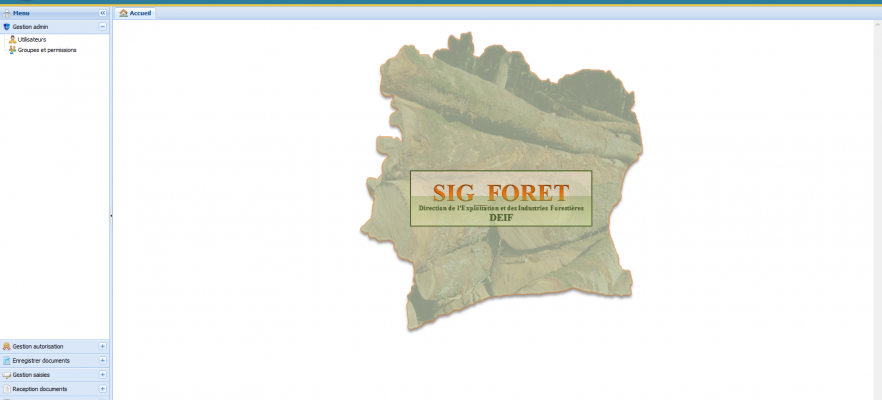 Menu
Accueil
Gestion admin
Utilisateurs
Groupes et permissions
SIG_FORET
Direction de l'Exploitation et des Industries Forestières
DEIF
Gestion autorisation
Enregistrer documents
Gestion saisies
Reception documents